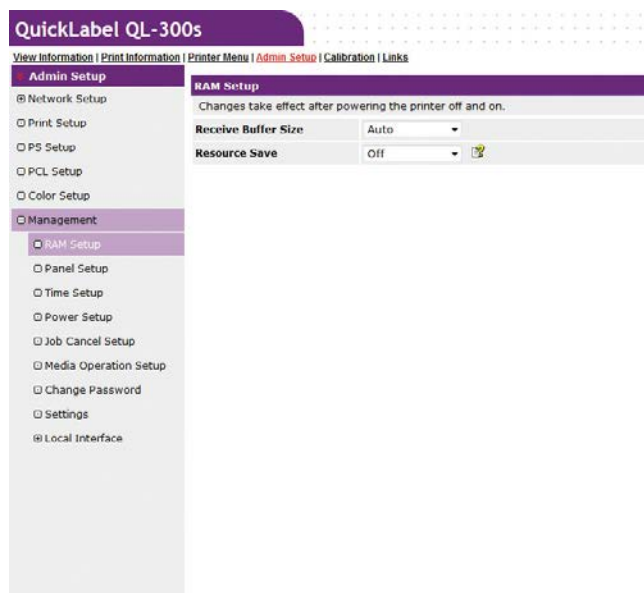 QuickLabel QL-300s
View Information | Print Information | Printer Menu | Admin Setup | Calibration | Links
Admin Setup
Network Setup
Print Setup
PS Setup
PCL Setup
Color Setup
Management
RAM Setup
Panel Setup
Time Setup
Power Setup
Job Cancel Setup
Media Operation Setup
Change Password
Settings
Local Interface
RAM Setup
Changes take effect after powering the printer off and on.
Receive Buffer Size Auto
Resource Save Off